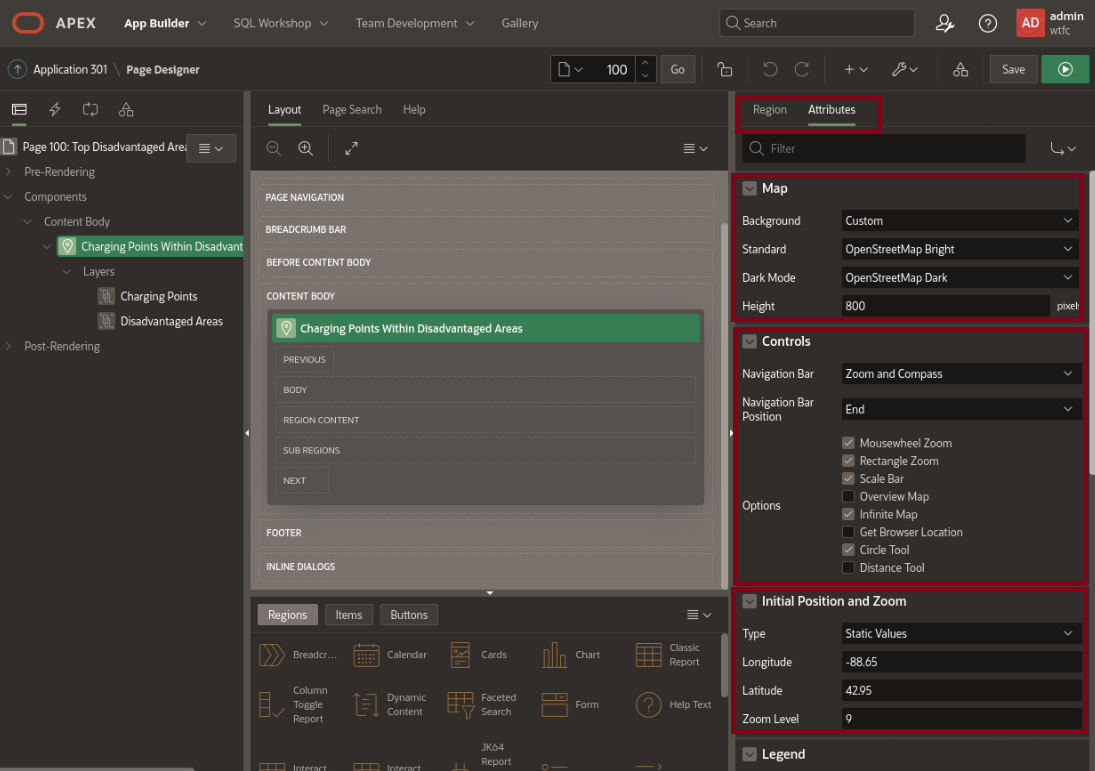 APEX App Builder SQL Workshop Team Development Gallery Search AD admin
wtfc
Application 301 \ Page Designer 100 Go Save
Layout Page Search Help
Region Attributes
Filter
Page 100: Top Disadvantaged Area
Pre-Rendering
Components
Content Body
Charging Points Within Disadvant
Layers
Charging Points
Disadvantaged Areas
Post-Rendering
PAGE NAVIGATION
BREADCRUMB BAR
BEFORE CONTENT BODY
CONTENT BODY
Charging Points Within Disadvantaged Areas
PREVIOUS
BODY
REGION CONTENT
SUB REGIONS
NEXT
FOOTER
INLINE DIALOGS
Regions Items Buttons
Breadcr... Calendar Cards Chart Classic
Report
Column
Toggle
Report
Dynamic
Content
Faceted
Search
Form Help Text
Interact Interact JK64
Report
Map
Background Custom
Standard OpenStreetMap Bright
Dark Mode OpenStreetMap Dark
Height 800 pixels
Controls
Navigation Bar Zoom and Compass
Navigation Bar
Position
End
Options
Mousewheel Zoom
Rectangle Zoom
Scale Bar
Overview Map
Infinite Map
Get Browser Location
Circle Tool
Distance Tool
Initial Position and Zoom
Type Static Values
Longitude -88.65
Latitude 42.95
Zoom Level 9
Legend